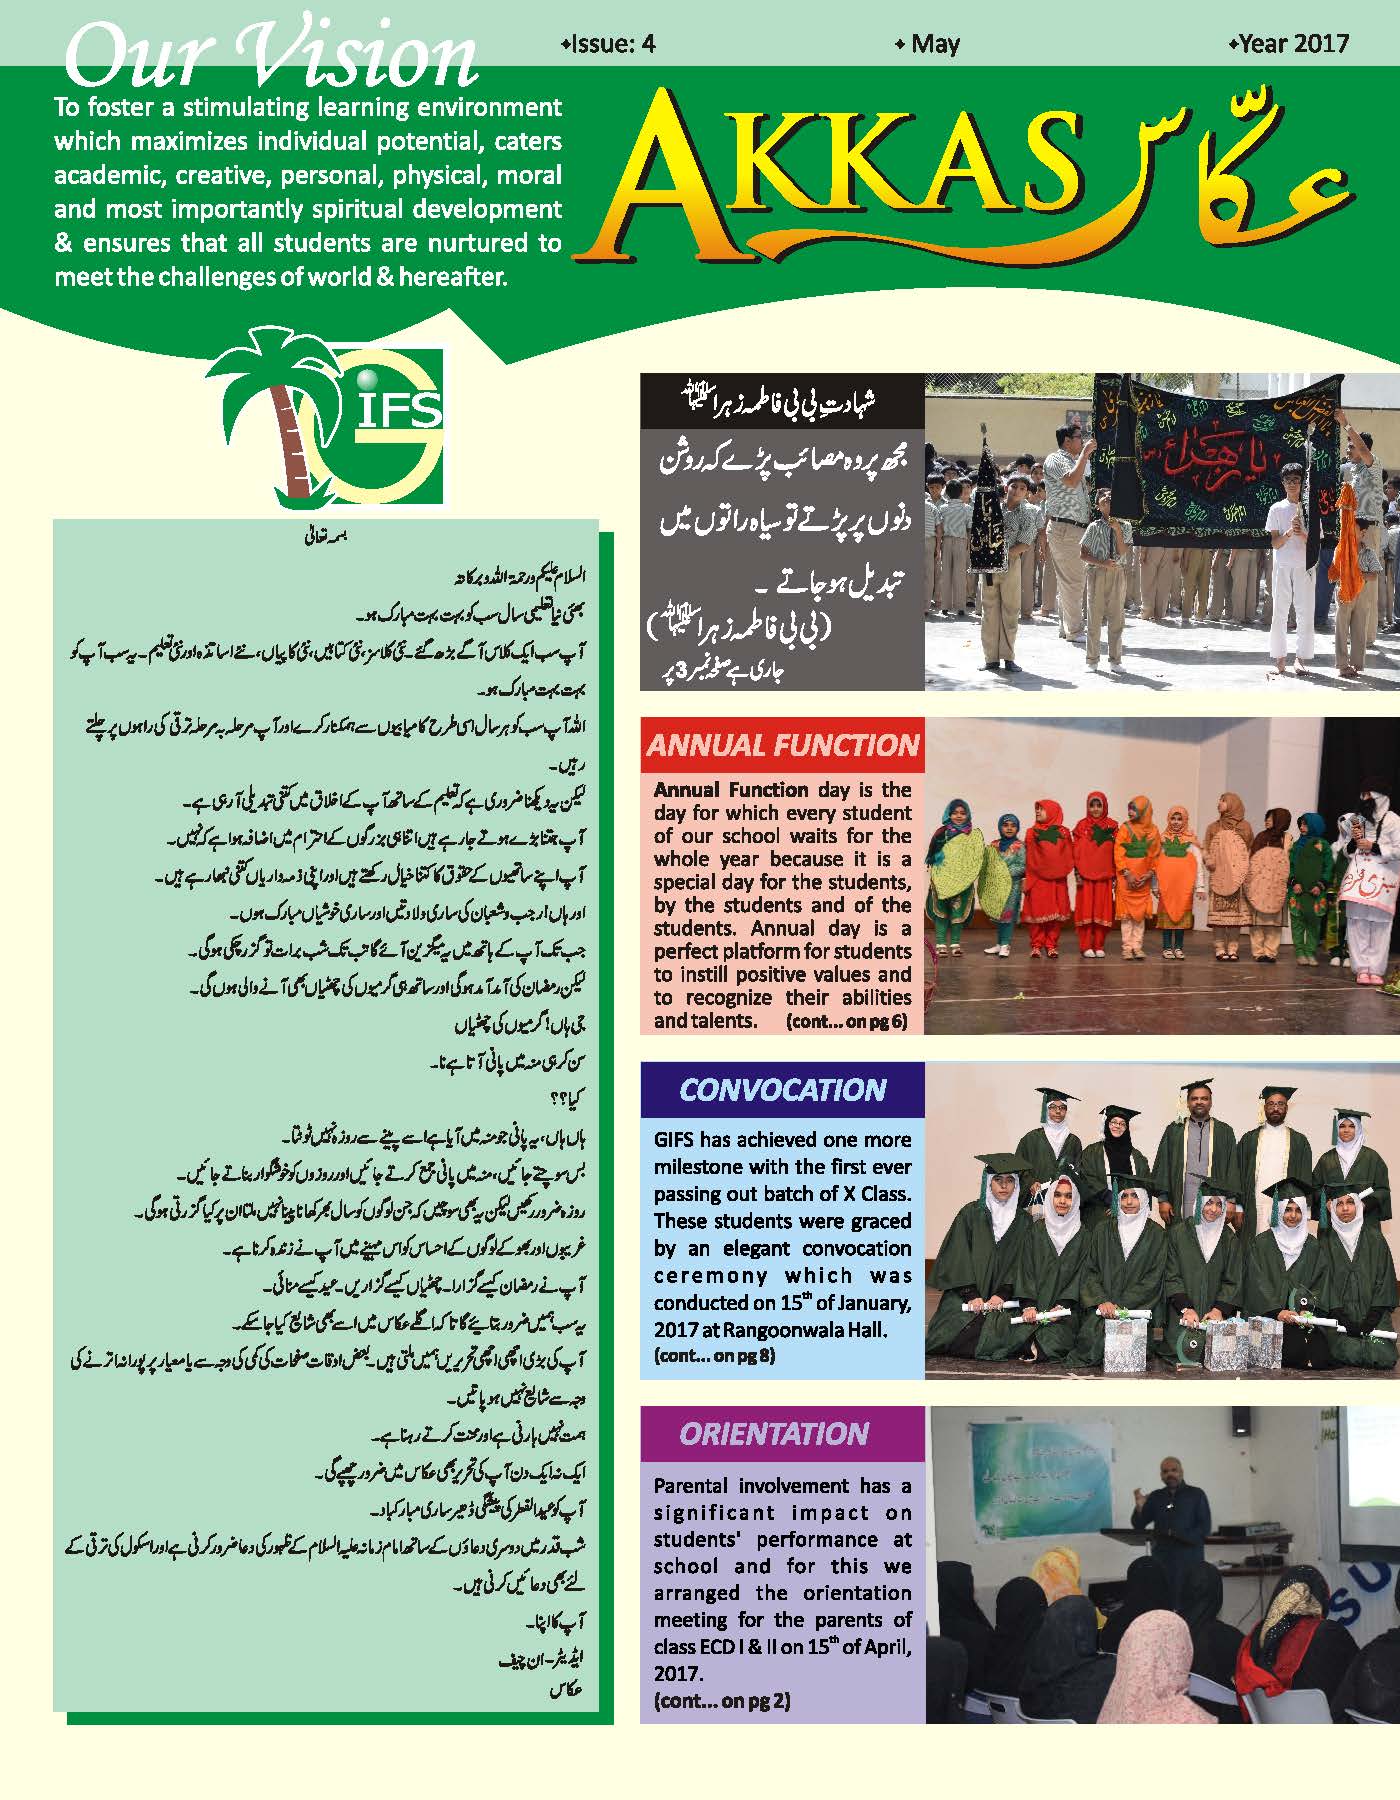 Our Vision
To foster a stimulating learning environment
which maximizes individual potential, caters
academic, creative, personal, physical, moral
and most importantly spiritual development
& ensures that all students are nurtured to
meet the challenges of world & hereafter.
Issue: 4
May
Year 2017
AKKAS عکّاس
GIFS
بسمہ تعالیٰ
السلام علیکم ورحمۃ اللہ وبرکاتہ
بھئی نیا تعلیمی سال سب کو بہت بہت مبارک ہو۔
آپ سب ایک کلاس آگے بڑھ گئے۔ نئی کلاسز، نئی کتابیں، نئی کاپیاں، نئے اساتذہ اور نئی تعلیم۔ یہ سب آپ کو
بہت بہت مبارک ہو۔
اللہ آپ سب کو ہر سال اسی طرح کامیابیوں سے ہمکنار کرے اور آپ مرحلہ بہ مرحلہ ترقی کی راہوں پر چلتے
رہیں۔
لیکن یہ دیکھنا ضروری ہے کہ تعلیم کے ساتھ آپ کے اخلاق میں کتنی تبدیلی آرہی ہے۔
آپ جتنا بڑے ہوتے جارہے ہیں اتنا ہی بزرگوں کے احترام میں اضافہ ہوا ہے کہ نہیں۔
آپ اپنے ساتھیوں کے حقوق کا کتنا خیال رکھتے ہیں اور اپنی ذمہ داریاں کتنی نبھارہے ہیں۔
اور ہاں! رجب و شعبان کی ساری ولادتیں اور ساری خوشیاں مبارک ہوں۔
جب تک آپ کے ہاتھ میں یہ میگزین آئے گا تب تک شب برات تو گزر چکی ہوگی۔
لیکن رمضان کی آمد آمد ہوگی اور ساتھ ہی گرمیوں کی چھٹیاں بھی آنے والی ہوں گی۔
جی ہاں! گرمیوں کی چھٹیاں
سن کر ہی منہ میں پانی آتا ہے نا۔
کیا؟؟
ہاں ہاں، یہ پانی جو منہ میں آیا ہے اسے پینے سے روزہ نہیں ٹوٹتا۔
بس سوچتے جائیں، منہ میں پانی جمع کرتے جائیں اور روزوں کو خوشگوار بناتے جائیں۔
روزہ ضرور رکھیں لیکن یہ بھی سوچیں کہ جن لوگوں کو سال بھر کھانا پینا نہیں ملتا ان پر کیا گزرتی ہوگی۔
غریبوں اور بھوکے لوگوں کے احساس کو اس مہینے میں آپ نے زندہ کرنا ہے۔
آپ نے رمضان کیسے گزارا۔ چھٹیاں کیسے گزاریں۔ عید کیسے منائی۔
یہ سب ہمیں ضرور بتائیے گا تاکہ اگلے عکاس میں اسے بھی شایع کیا جاسکے۔
آپ کی بڑی اچھی اچھی تحریریں ہمیں ملتی ہیں۔ بعض اوقات صفحات کی کمی کی وجہ سے یا معیار پر پورا نہ اترنے کی
وجہ سے شایع نہیں ہوپاتیں۔
ہمت نہیں ہارنی ہے اور محنت کرتے رہنا ہے۔
ایک نہ ایک دن آپ کی تحریر بھی عکاس میں ضرور چھپے گی۔
آپ کو عید الفطر کی پیشگی ڈھیر ساری مبارکباد۔
شب قدر میں دوسری دعاؤں کے ساتھ امام زمانہ علیہ السلام کے ظہور کی دعا ضرور کرنی ہے اور اسکول کی ترقی کے
لئے بھی دعائیں کرنی ہیں۔
آپ کا اپنا۔
ایڈیٹر-ان چیف
عکاس
شہادتِ بی بی فاطمہ زہرا سلام اللہ علیہا
مجھ پر وہ مصائب پڑے کہ روشن
دنوں پر پڑتے تو سیاہ راتوں میں
تبدیل ہوجاتے ۔
(بی بی فاطمہ زہرا سلام اللہ علیہا)
جاری ہے صفحہ نمبر 3 پر
ANNUAL FUNCTION
Annual Function day is the
day for which every student
of our school waits for the
whole year because it is a
special day for the students,
by the students and of the
students. Annual day is a
perfect platform for students
to instill positive values and
to recognize their abilities
and talents. (cont... on pg 6)
CONVOCATION
GIFS has achieved one more
milestone with the first ever
passing out batch of X Class.
These students were graced
by an elegant convocation
ceremony which was
conducted on 15th of January,
2017 at Rangoonwala Hall.
(cont... on pg 8)
ORIENTATION
Parental involvement has a
significant impact on
students' performance at
school and for this we
arranged the orientation
meeting for the parents of
class ECD I & II on 15th of April,
2017.
(cont... on pg 2)